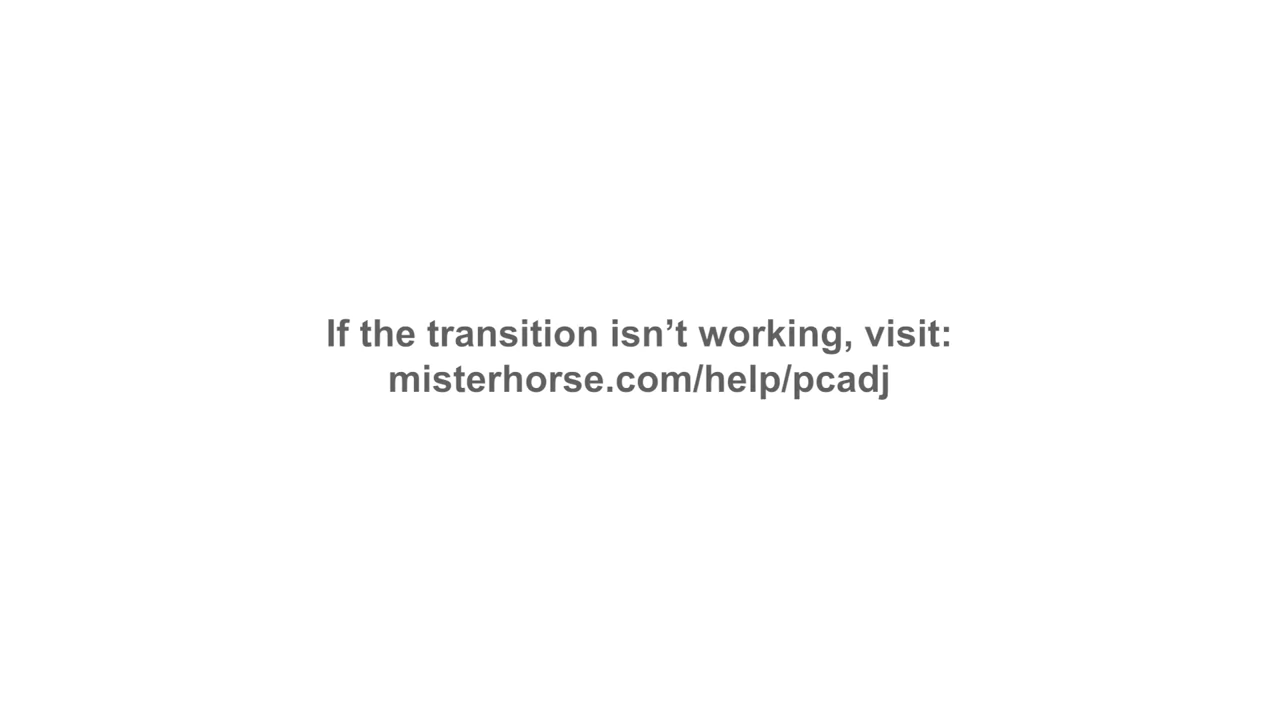 If the transition isn’t working, visit:
misterhorse.com/help/pcadj